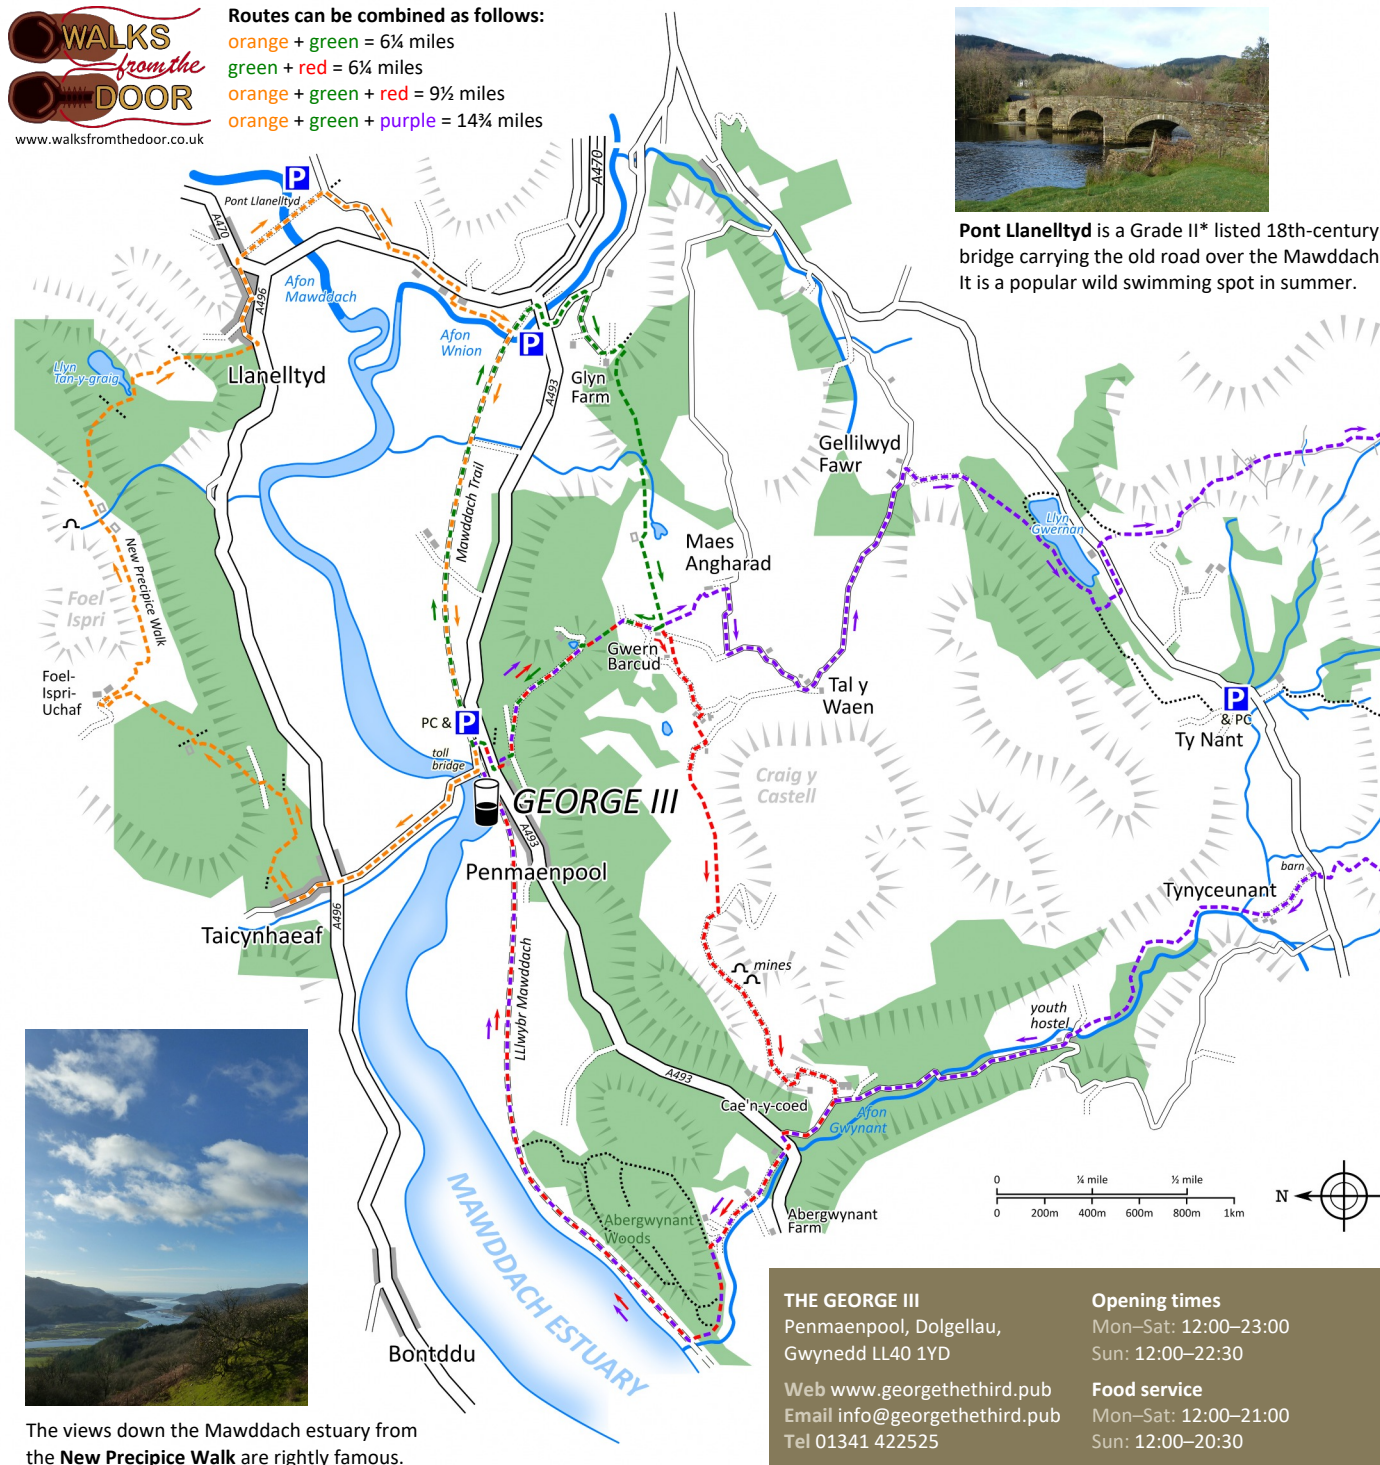 WALKS
from the
DOOR
www.walksfromthedoor.co.uk
Routes can be combined as follows:
orange + green = 6¼ miles
green + red = 6¼ miles
orange + green + red = 9½ miles
orange + green + purple = 14¾ miles
Pont Llanelltyd is a Grade II* listed 18th-century
bridge carrying the old road over the Mawddach
It is a popular wild swimming spot in summer.
P
Pont Llanelltyd
A470
A470
A496
Afon
Mawddach
Afon
Wnion
P
Llyn
Tan-y-graig
Llanelltyd
A493
Glyn
Farm
Gellilwyd
Fawr
Mawddach Trail
Llyn
Gwernan
New Precipice Walk
Maes
Angharad
Foel
Ispri
Gwern
Barcud
Foel-
Ispri-
Uchaf
Tal y
Waen
PC & P
P
& PC
Ty Nant
toll
bridge
Craig y
Castell
GEORGE III
A493
Penmaenpool
barn
Tynyceunant
A496
Taicynhaeaf
LLlwybr Mawddach
mines
youth
hostel
A493
Cae'n-y-coed
Afon
Gwynant
MAWDDACH ESTUARY
Abergwynant
Woods
Abergwynant
Farm
0 ¼ mile ½ mile
0 200m 400m 600m 800m 1km
N
Bontddu
The views down the Mawddach estuary from
the New Precipice Walk are rightly famous.
THE GEORGE III
Penmaenpool, Dolgellau,
Gwynedd LL40 1YD
Web www.georgethethird.pub
Email info@georgethethird.pub
Tel 01341 422525
Opening times
Mon–Sat: 12:00–23:00
Sun: 12:00–22:30
Food service
Mon–Sat: 12:00–21:00
Sun: 12:00–20:30